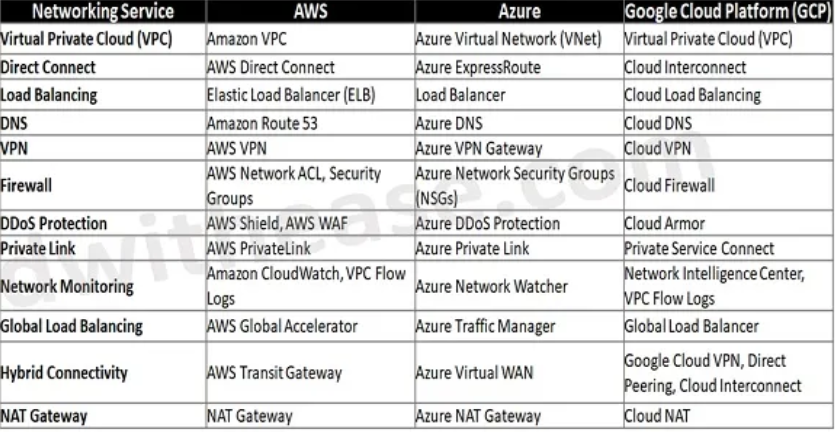 Networking Service AWS Azure Google Cloud Platform (GCP)
Virtual Private Cloud (VPC) Amazon VPC Azure Virtual Network (VNet) Virtual Private Cloud (VPC)
Direct Connect AWS Direct Connect Azure ExpressRoute Cloud Interconnect
Load Balancing Elastic Load Balancer (ELB) Load Balancer Cloud Load Balancing
DNS Amazon Route 53 Azure DNS Cloud DNS
VPN AWS VPN Azure VPN Gateway Cloud VPN
Firewall AWS Network ACL, Security Groups Azure Network Security Groups (NSGs) Cloud Firewall
DDoS Protection AWS Shield, AWS WAF Azure DDoS Protection Cloud Armor
Private Link AWS PrivateLink Azure Private Link Private Service Connect
Network Monitoring Amazon CloudWatch, VPC Flow Logs Azure Network Watcher Network Intelligence Center, VPC Flow Logs
Global Load Balancing AWS Global Accelerator Azure Traffic Manager Global Load Balancer
Hybrid Connectivity AWS Transit Gateway Azure Virtual WAN Google Cloud VPN, Direct Peering, Cloud Interconnect
NAT Gateway NAT Gateway Azure NAT Gateway Cloud NAT